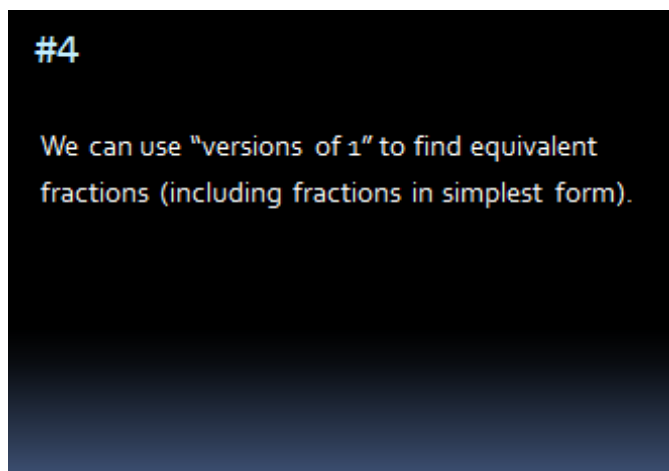 #4
We can use “versions of 1” to find equivalent
fractions (including fractions in simplest form).